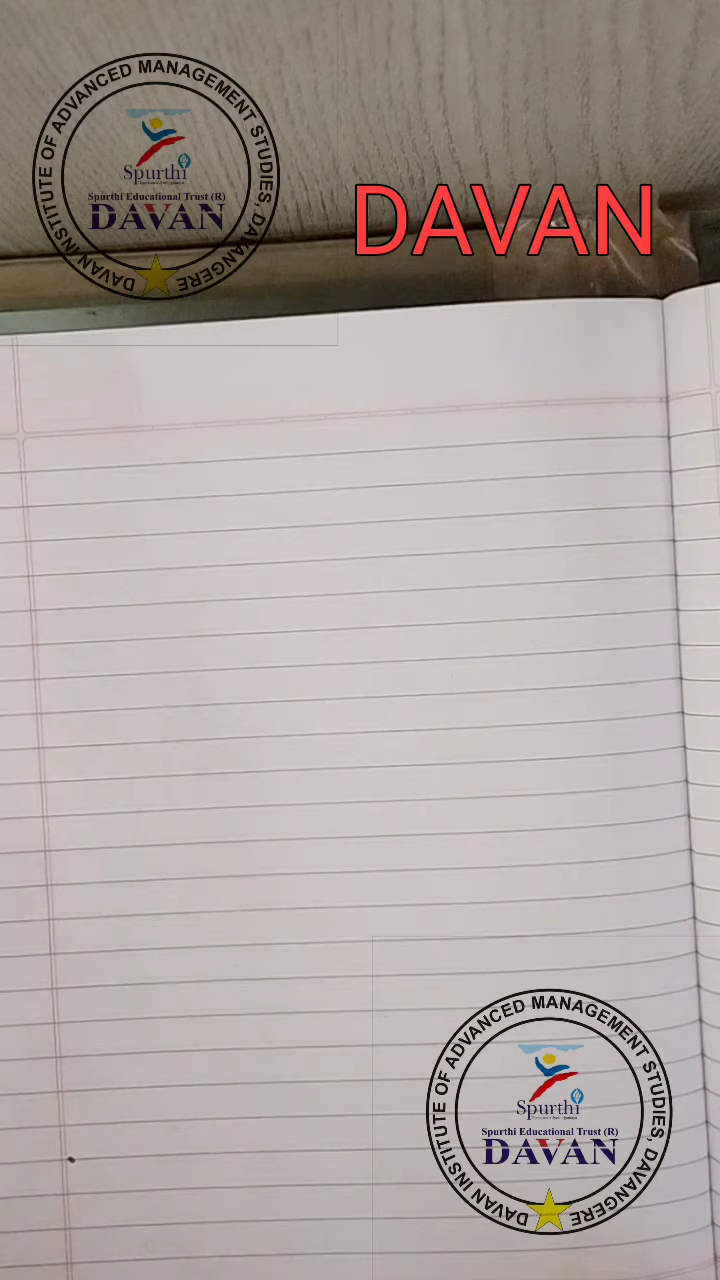 DAVAN INSTITUTE OF ADVANCED MANAGEMENT STUDIES, DAVANGERE
Spurthi
Spurthi Educational Trust (R)
DAVAN
DAVAN
DAVAN INSTITUTE OF ADVANCED MANAGEMENT STUDIES, DAVANGERE
Spurthi
Spurthi Educational Trust (R)
DAVAN